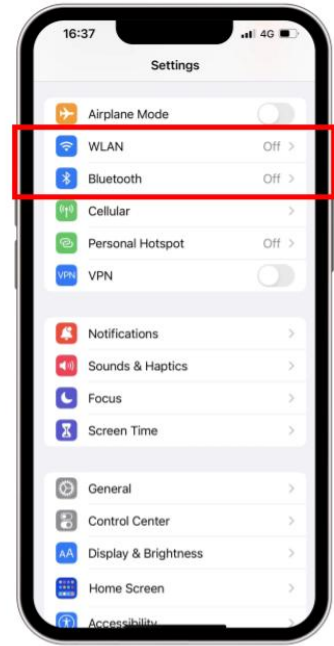 16:37 4G
Settings
Airplane Mode
WLAN Off
Bluetooth Off
Cellular
Personal Hotspot Off
VPN VPN
Notifications
Sounds & Haptics
Focus
Screen Time
General
Control Center
AA Display & Brightness
Home Screen
Accessibility